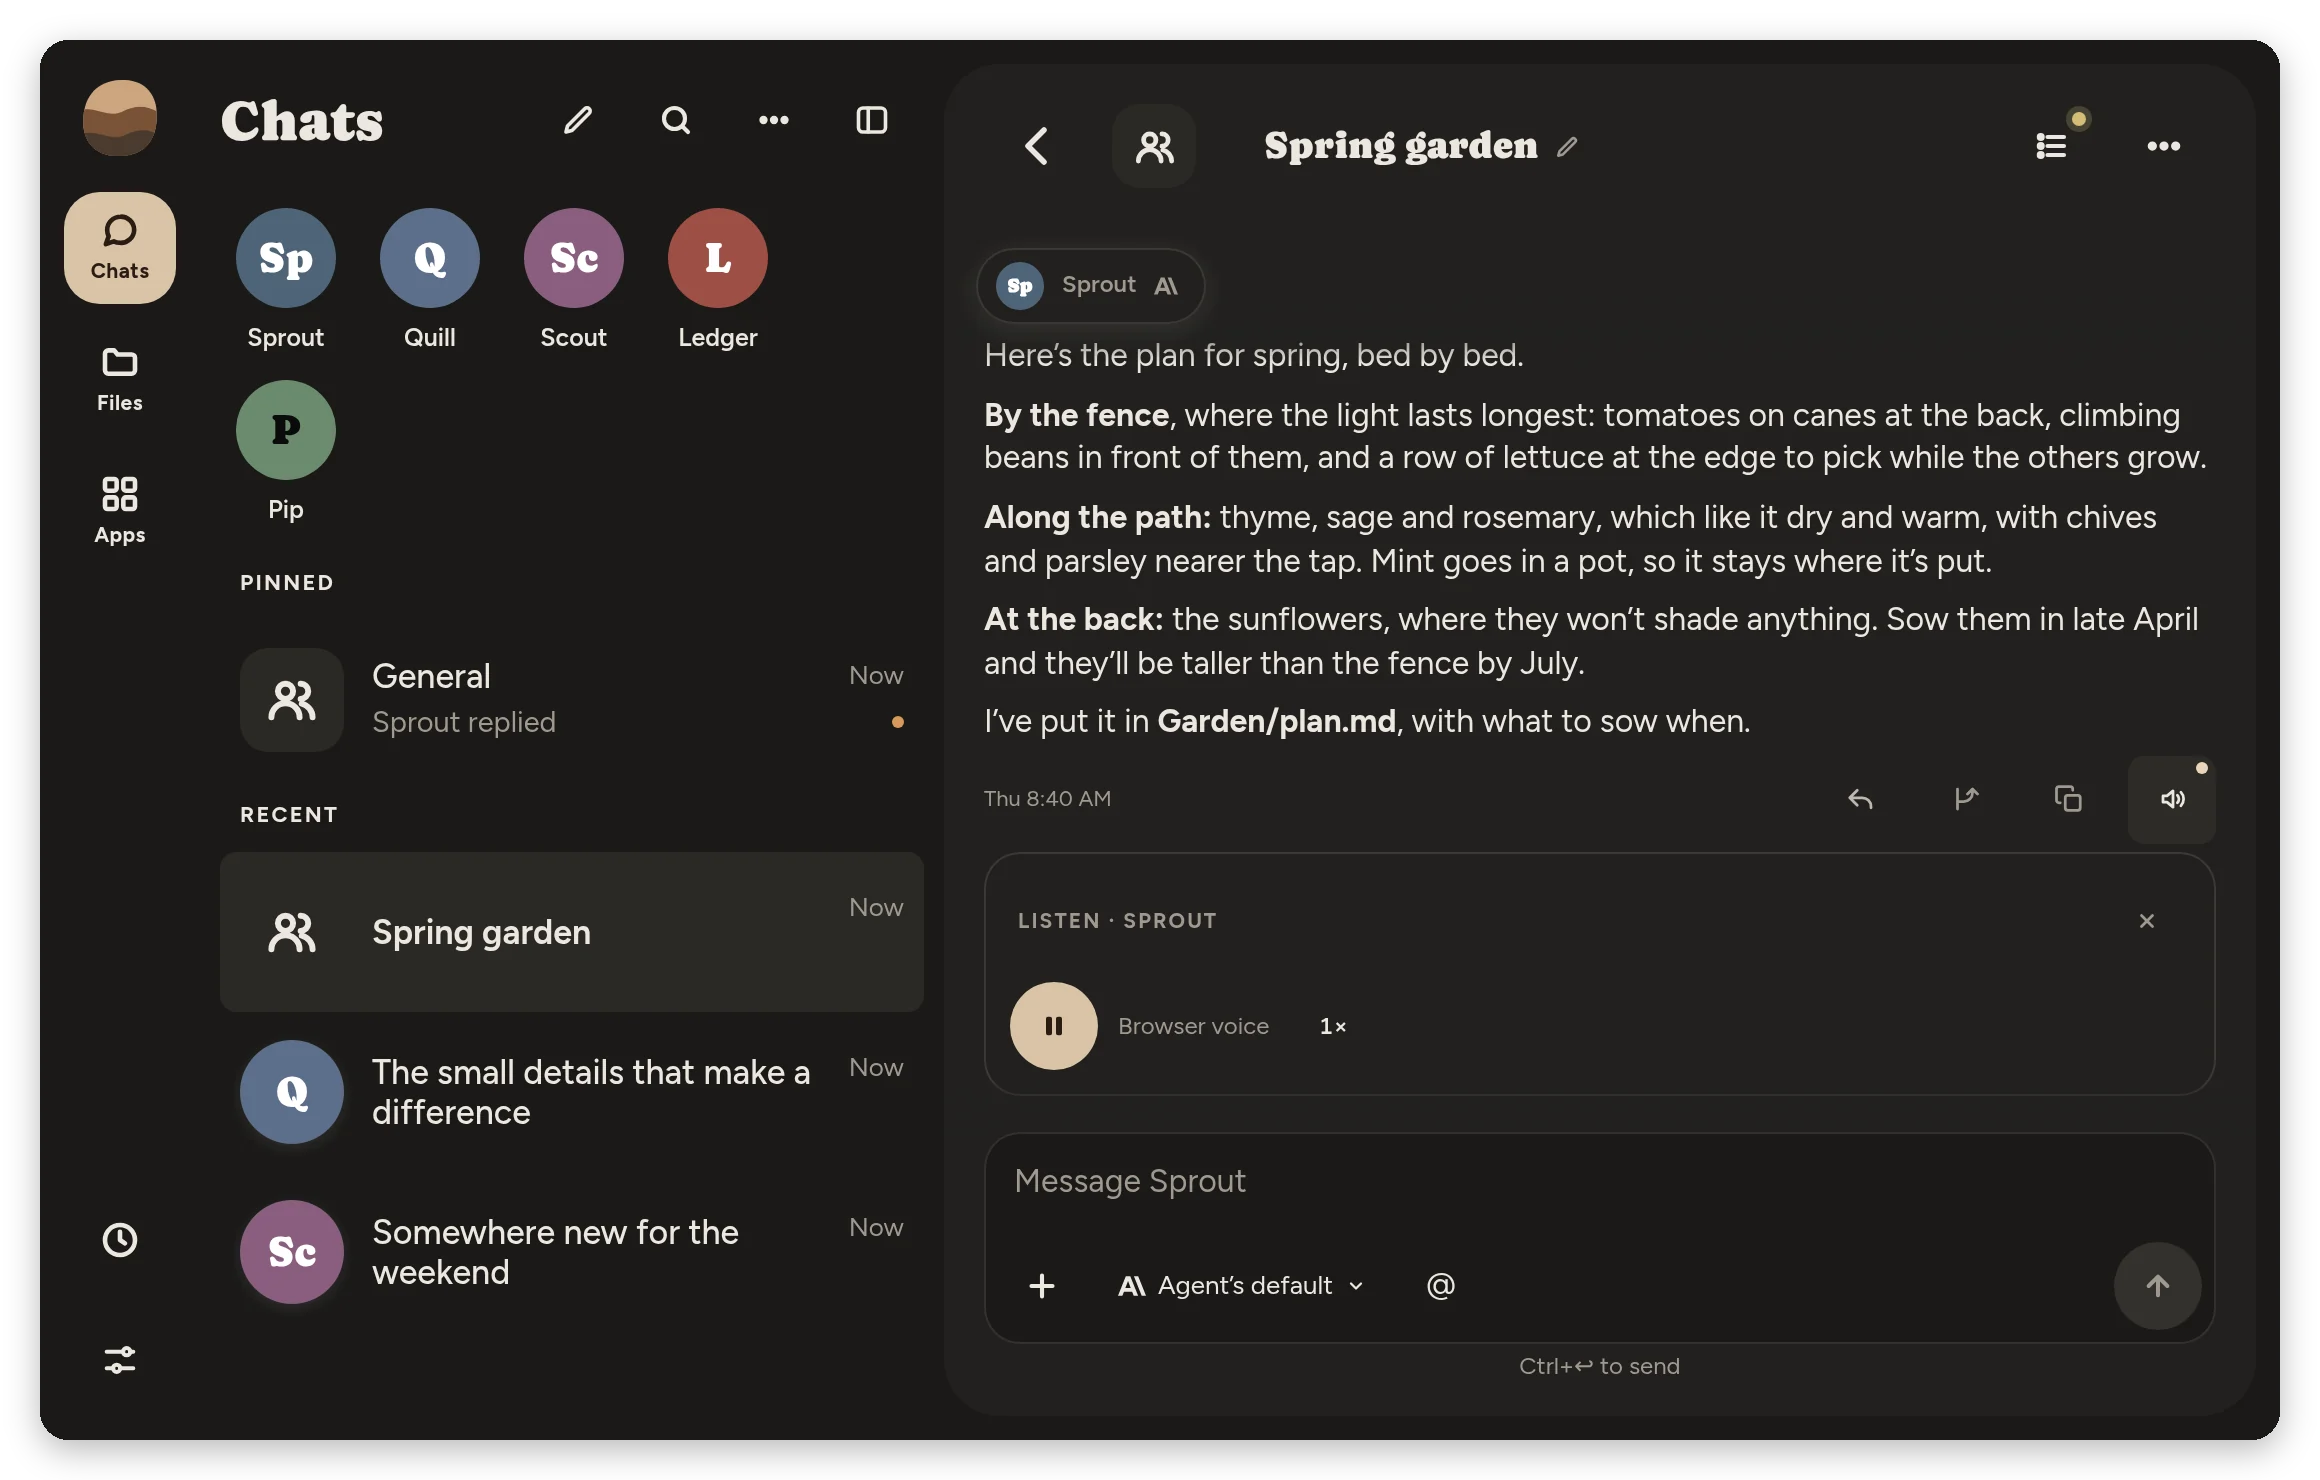 Chats
Chats
Files
Apps
Sp
Sprout
Q
Quill
Sc
Scout
L
Ledger
P
Pip
PINNED
General
Now
Sprout replied
RECENT
Spring garden
Now
Q
The small details that make a
difference
Now
Sc
Somewhere new for the
weekend
Now
Spring garden
Sp Sprout
Here’s the plan for spring, bed by bed.
By the fence, where the light lasts longest: tomatoes on canes at the back, climbing
beans in front of them, and a row of lettuce at the edge to pick while the others grow.
Along the path: thyme, sage and rosemary, which like it dry and warm, with chives
and parsley nearer the tap. Mint goes in a pot, so it stays where it’s put.
At the back: the sunflowers, where they won’t shade anything. Sow them in late April
and they’ll be taller than the fence by July.
I’ve put it in Garden/plan.md, with what to sow when.
Thu 8:40 AM
LISTEN · SPROUT
Browser voice 1×
Message Sprout
Agent’s default
@
Ctrl+↩ to send